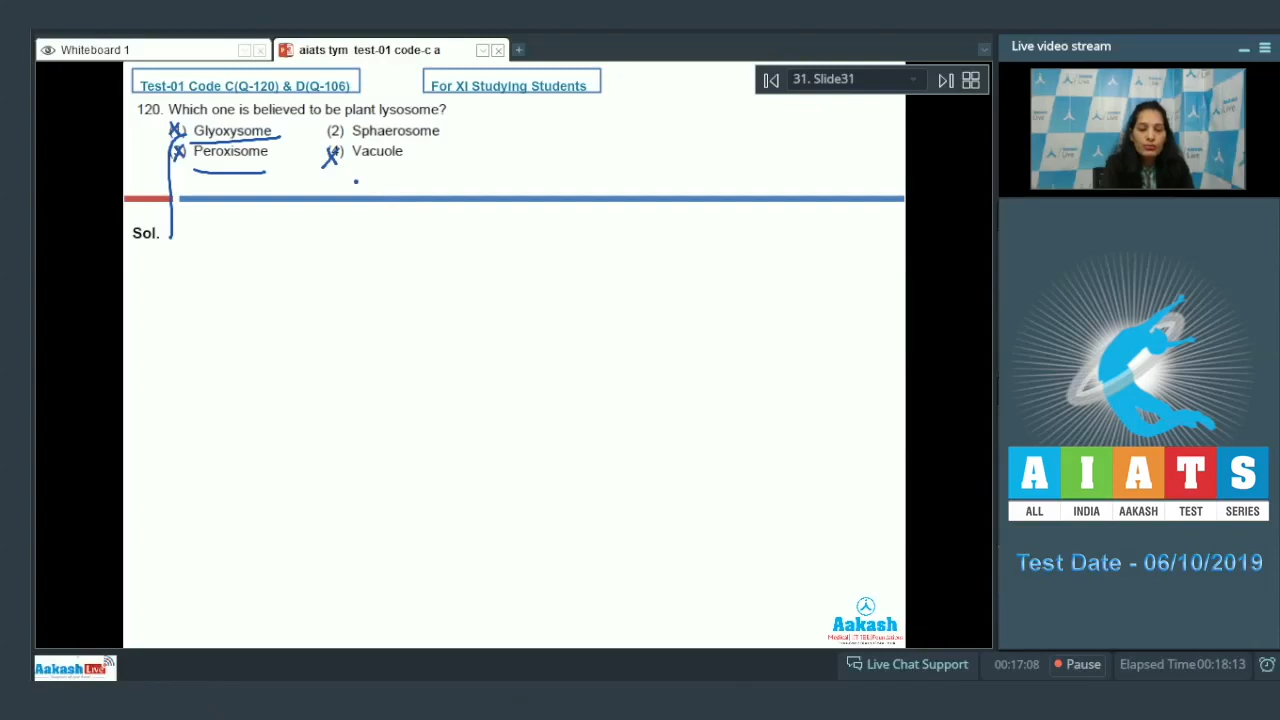 Whiteboard 1
aiats tym test-01 code-c a
Live video stream
Test-01 Code C(Q-120) & D(Q-106)
For XI Studying Students
31. Slide31
120. Which one is believed to be plant lysosome?
Glyoxysome (2) Sphaerosome
Peroxisome (4) Vacuole
Sol.
A I A T S
ALL INDIA AAKASH TEST SERIES
Test Date - 06/10/2019
Aakash
Aakash Live
Live Chat Support
00:17:08
Pause
Elapsed Time 00:18:13